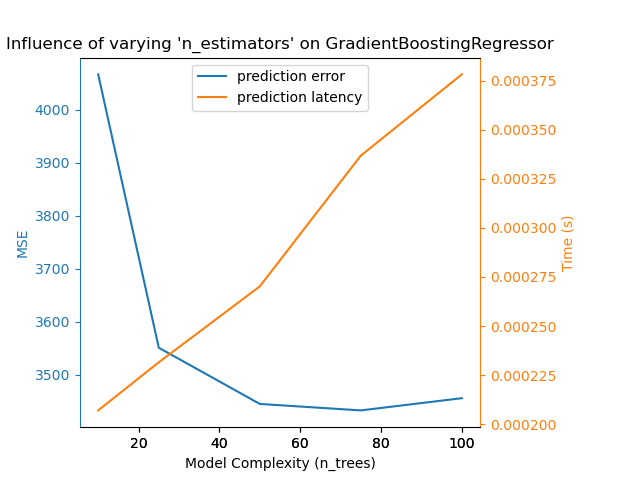 Influence of varying 'n_estimators' on GradientBoostingRegressor
prediction error
prediction latency
MSE
4000
3900
3800
3700
3600
3500
0.000375
0.000350
0.000325
0.000300
0.000275
0.000250
0.000225
0.000200
Time (s)
20 40 60 80 100
Model Complexity (n_trees)